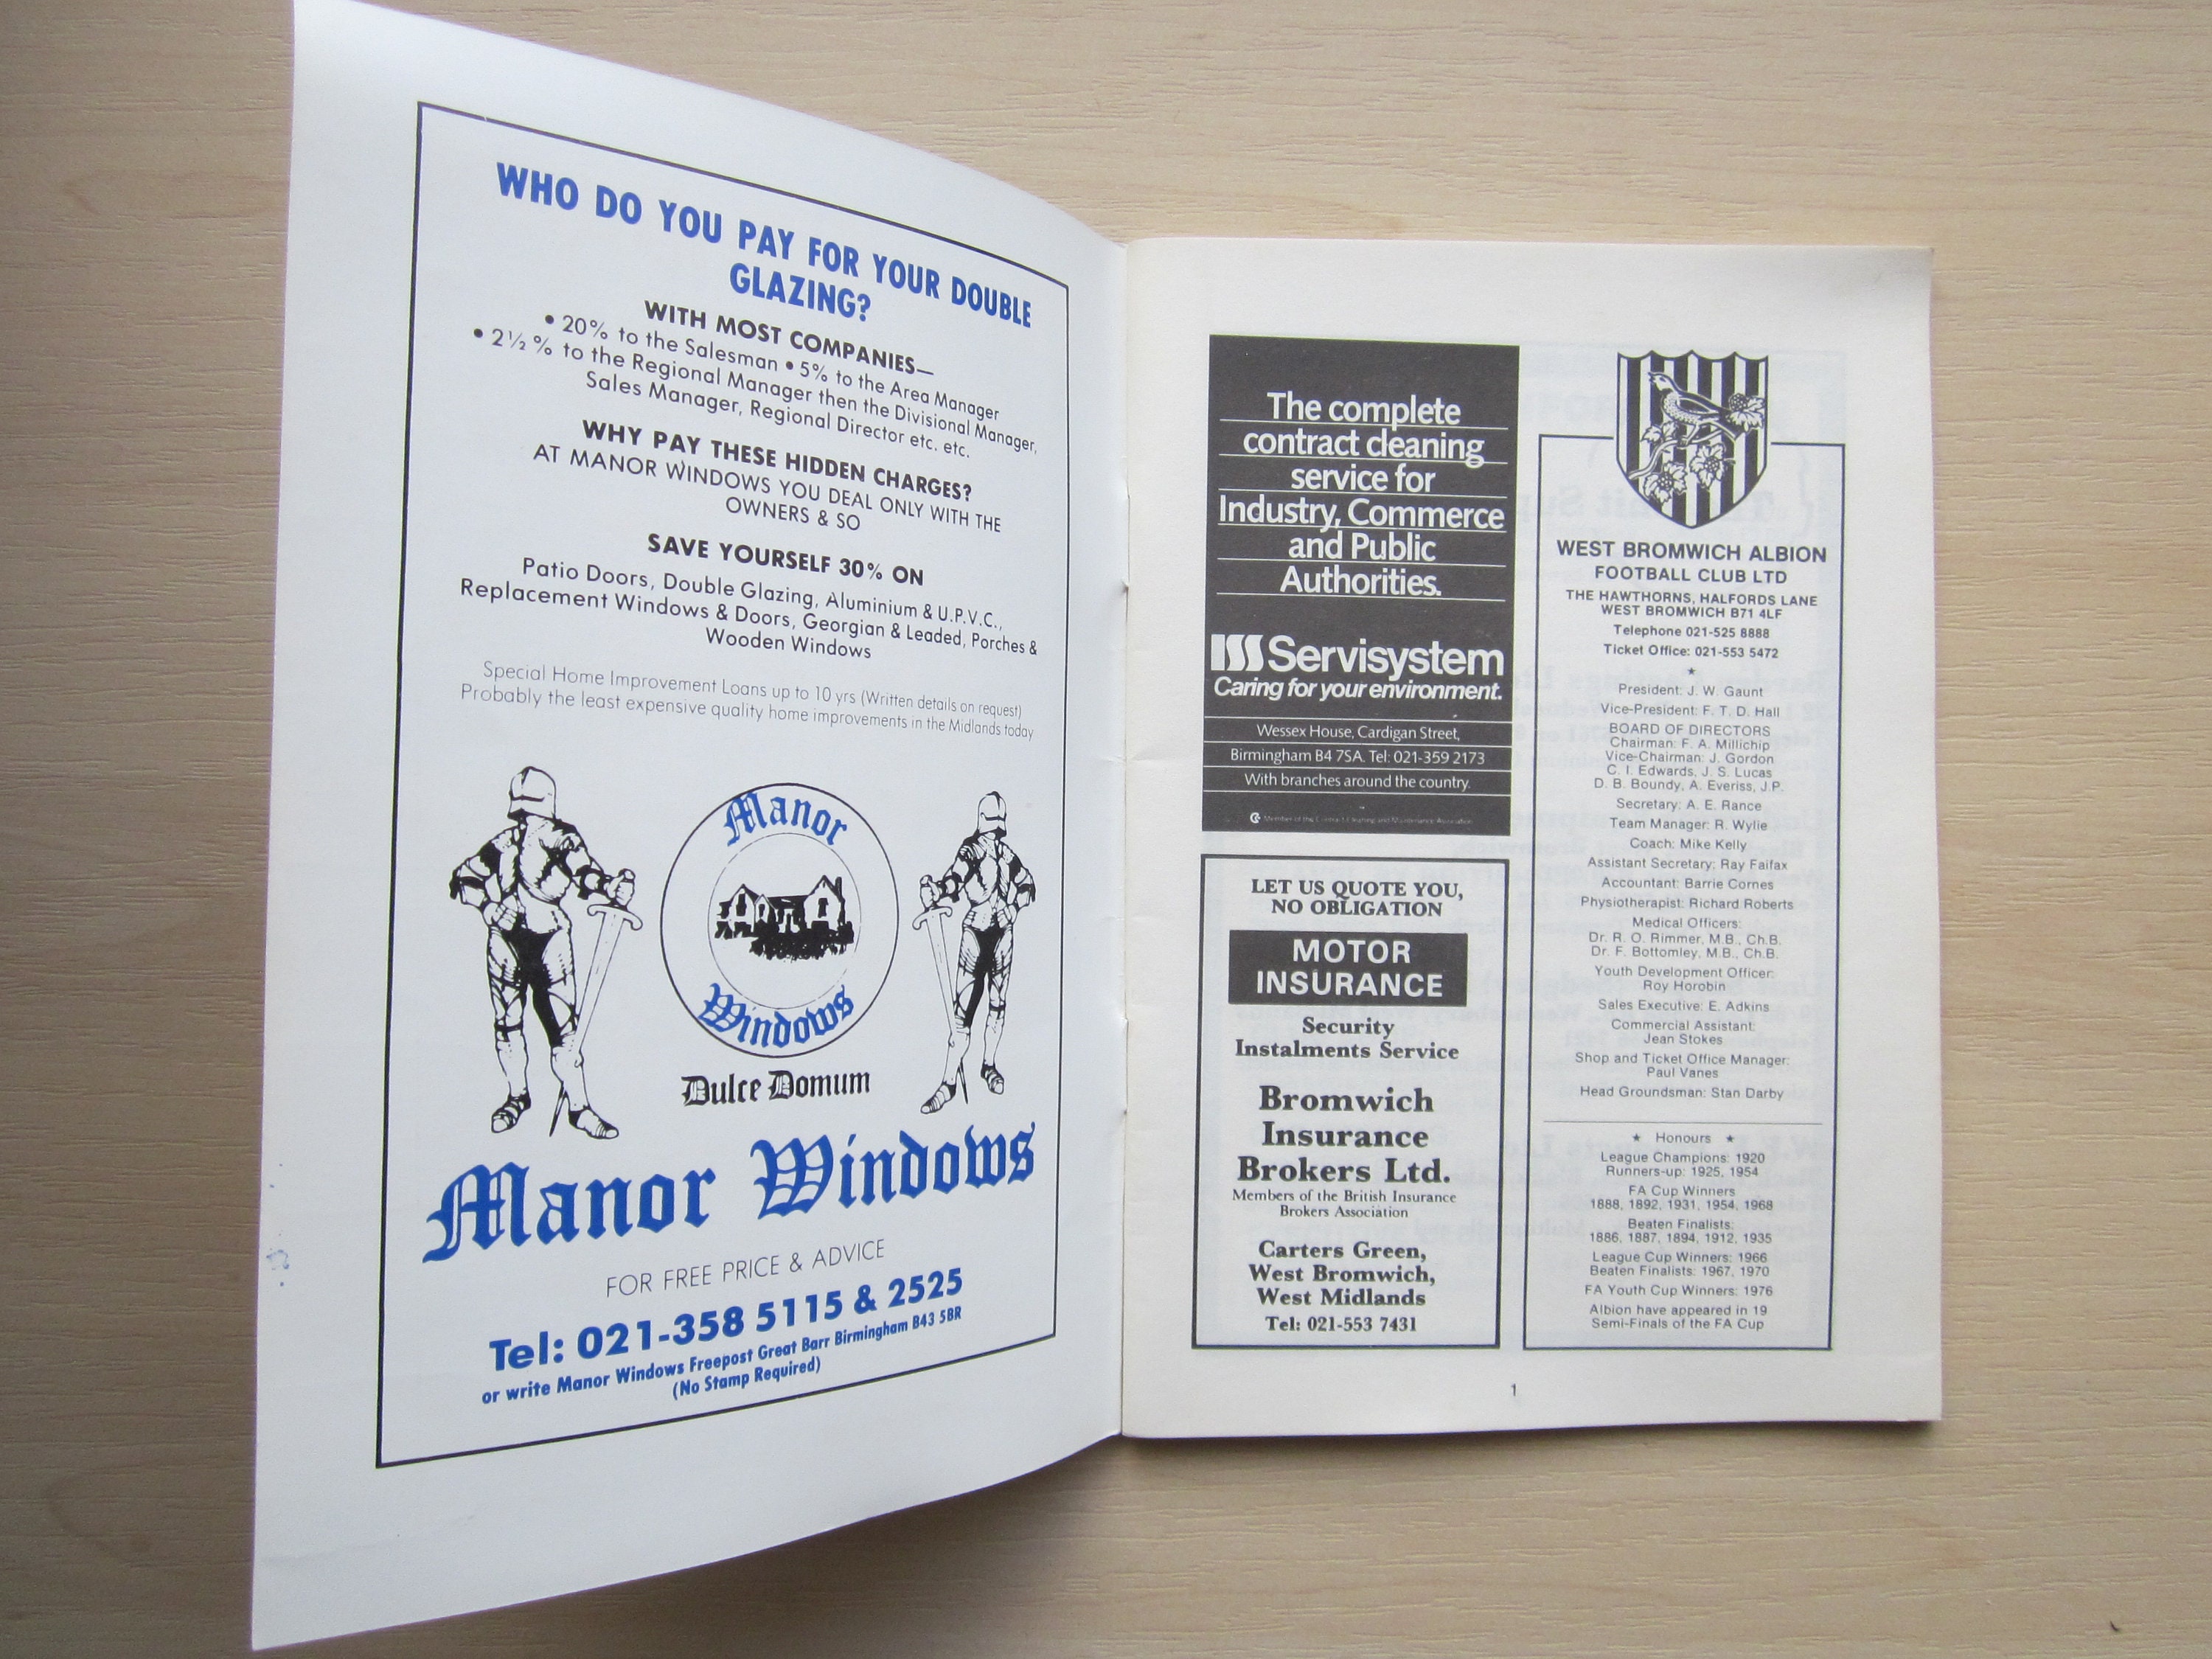 WHO DO YOU PAY FOR YOUR DOUBLE
GLAZING?
WITH MOST COMPANIES—
• 20% to the Salesman • 5% to the Area Manager
• 2½% to the Regional Manager then the Divisional Manager,
Sales Manager, Regional Director etc. etc.
WHY PAY THESE HIDDEN CHARGES?
AT MANOR WINDOWS YOU DEAL ONLY WITH THE
OWNERS & SO
SAVE YOURSELF 30% ON
Patio Doors, Double Glazing, Aluminium & U.P.V.C.,
Replacement Windows & Doors, Georgian & Leaded, Porches &
Wooden Windows
Special Home Improvement Loans up to 10 yrs (Written details on request)
Probably the least expensive quality home improvements in the Midlands today
Manor
Windows
Dulce Domum
Manor Windows
FOR FREE PRICE & ADVICE
Tel: 021-358 5115 & 2525
or write Manor Windows Freepost Great Barr Birmingham B43 5BR
(No Stamp Required)
The complete
contract cleaning
service for
Industry, Commerce
and Public
Authorities.
ISS Servisystem
Caring for your environment.
Wessex House, Cardigan Street,
Birmingham B4 7SA. Tel: 021-359 2173
With branches around the country.
Member of the Contract Cleaning and Maintenance Association
LET US QUOTE YOU,
NO OBLIGATION
MOTOR
INSURANCE
Security
Instalments Service
Bromwich
Insurance
Brokers Ltd.
Members of the British Insurance
Brokers Association
Carters Green,
West Bromwich,
West Midlands
Tel: 021-553 7431
WEST BROMWICH ALBION
FOOTBALL CLUB LTD
THE HAWTHORNS, HALFORDS LANE
WEST BROMWICH B71 4LF
Telephone 021-525 8888
Ticket Office: 021-553 5472
★
President: J. W. Gaunt
Vice-President: F. T. D. Hall
BOARD OF DIRECTORS
Chairman: F. A. Millichip
Vice-Chairman: J. Gordon
C. I. Edwards, J. S. Lucas
D. B. Boundy, A. Everiss, J.P.
Secretary: A. E. Rance
Team Manager: R. Wylie
Coach: Mike Kelly
Assistant Secretary: Ray Faifax
Accountant: Barrie Cornes
Physiotherapist: Richard Roberts
Medical Officers:
Dr. R. O. Rimmer, M.B., Ch.B.
Dr. F. Bottomley, M.B., Ch.B.
Youth Development Officer:
Roy Horobin
Sales Executive: E. Adkins
Commercial Assistant:
Jean Stokes
Shop and Ticket Office Manager:
Paul Vanes
Head Groundsman: Stan Darby
★ Honours ★
League Champions: 1920
Runners-up: 1925, 1954
FA Cup Winners
1888, 1892, 1931, 1954, 1968
Beaten Finalists:
1886, 1887, 1894, 1912, 1935
League Cup Winners: 1966
Beaten Finalists: 1967, 1970
FA Youth Cup Winners: 1976
Albion have appeared in 19
Semi-Finals of the FA Cup
1